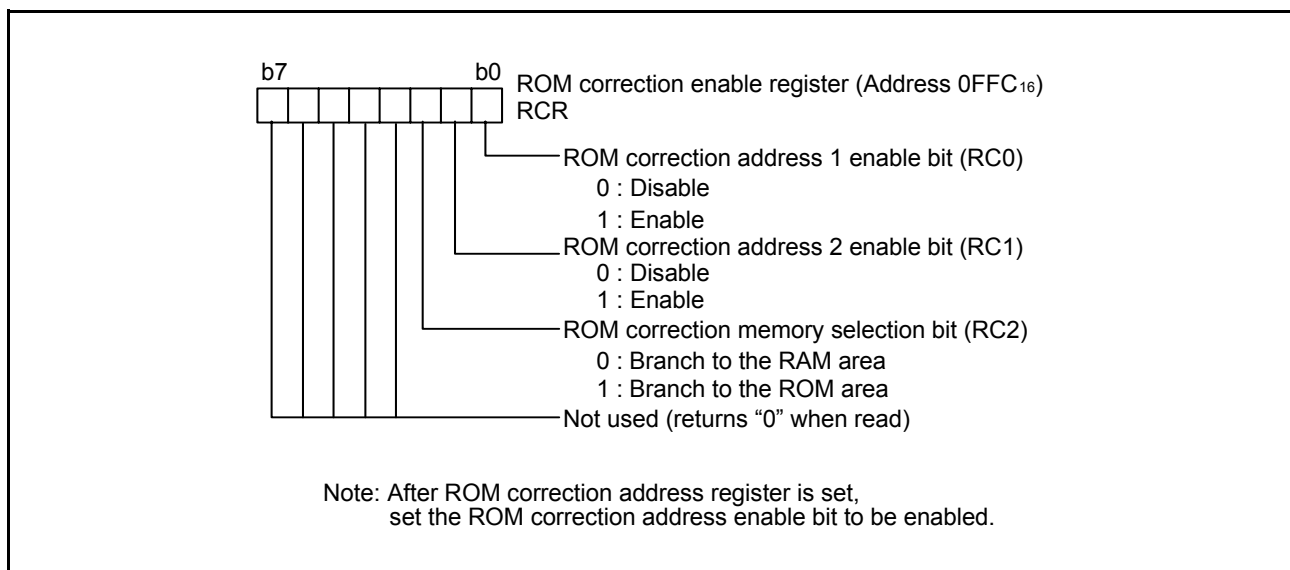 b7 b0
ROM correction enable register (Address 0FFC₁₆)
RCR
ROM correction address 1 enable bit (RC0)
0 : Disable
1 : Enable
ROM correction address 2 enable bit (RC1)
0 : Disable
1 : Enable
ROM correction memory selection bit (RC2)
0 : Branch to the RAM area
1 : Branch to the ROM area
Not used (returns “0” when read)
Note: After ROM correction address register is set,
set the ROM correction address enable bit to be enabled.